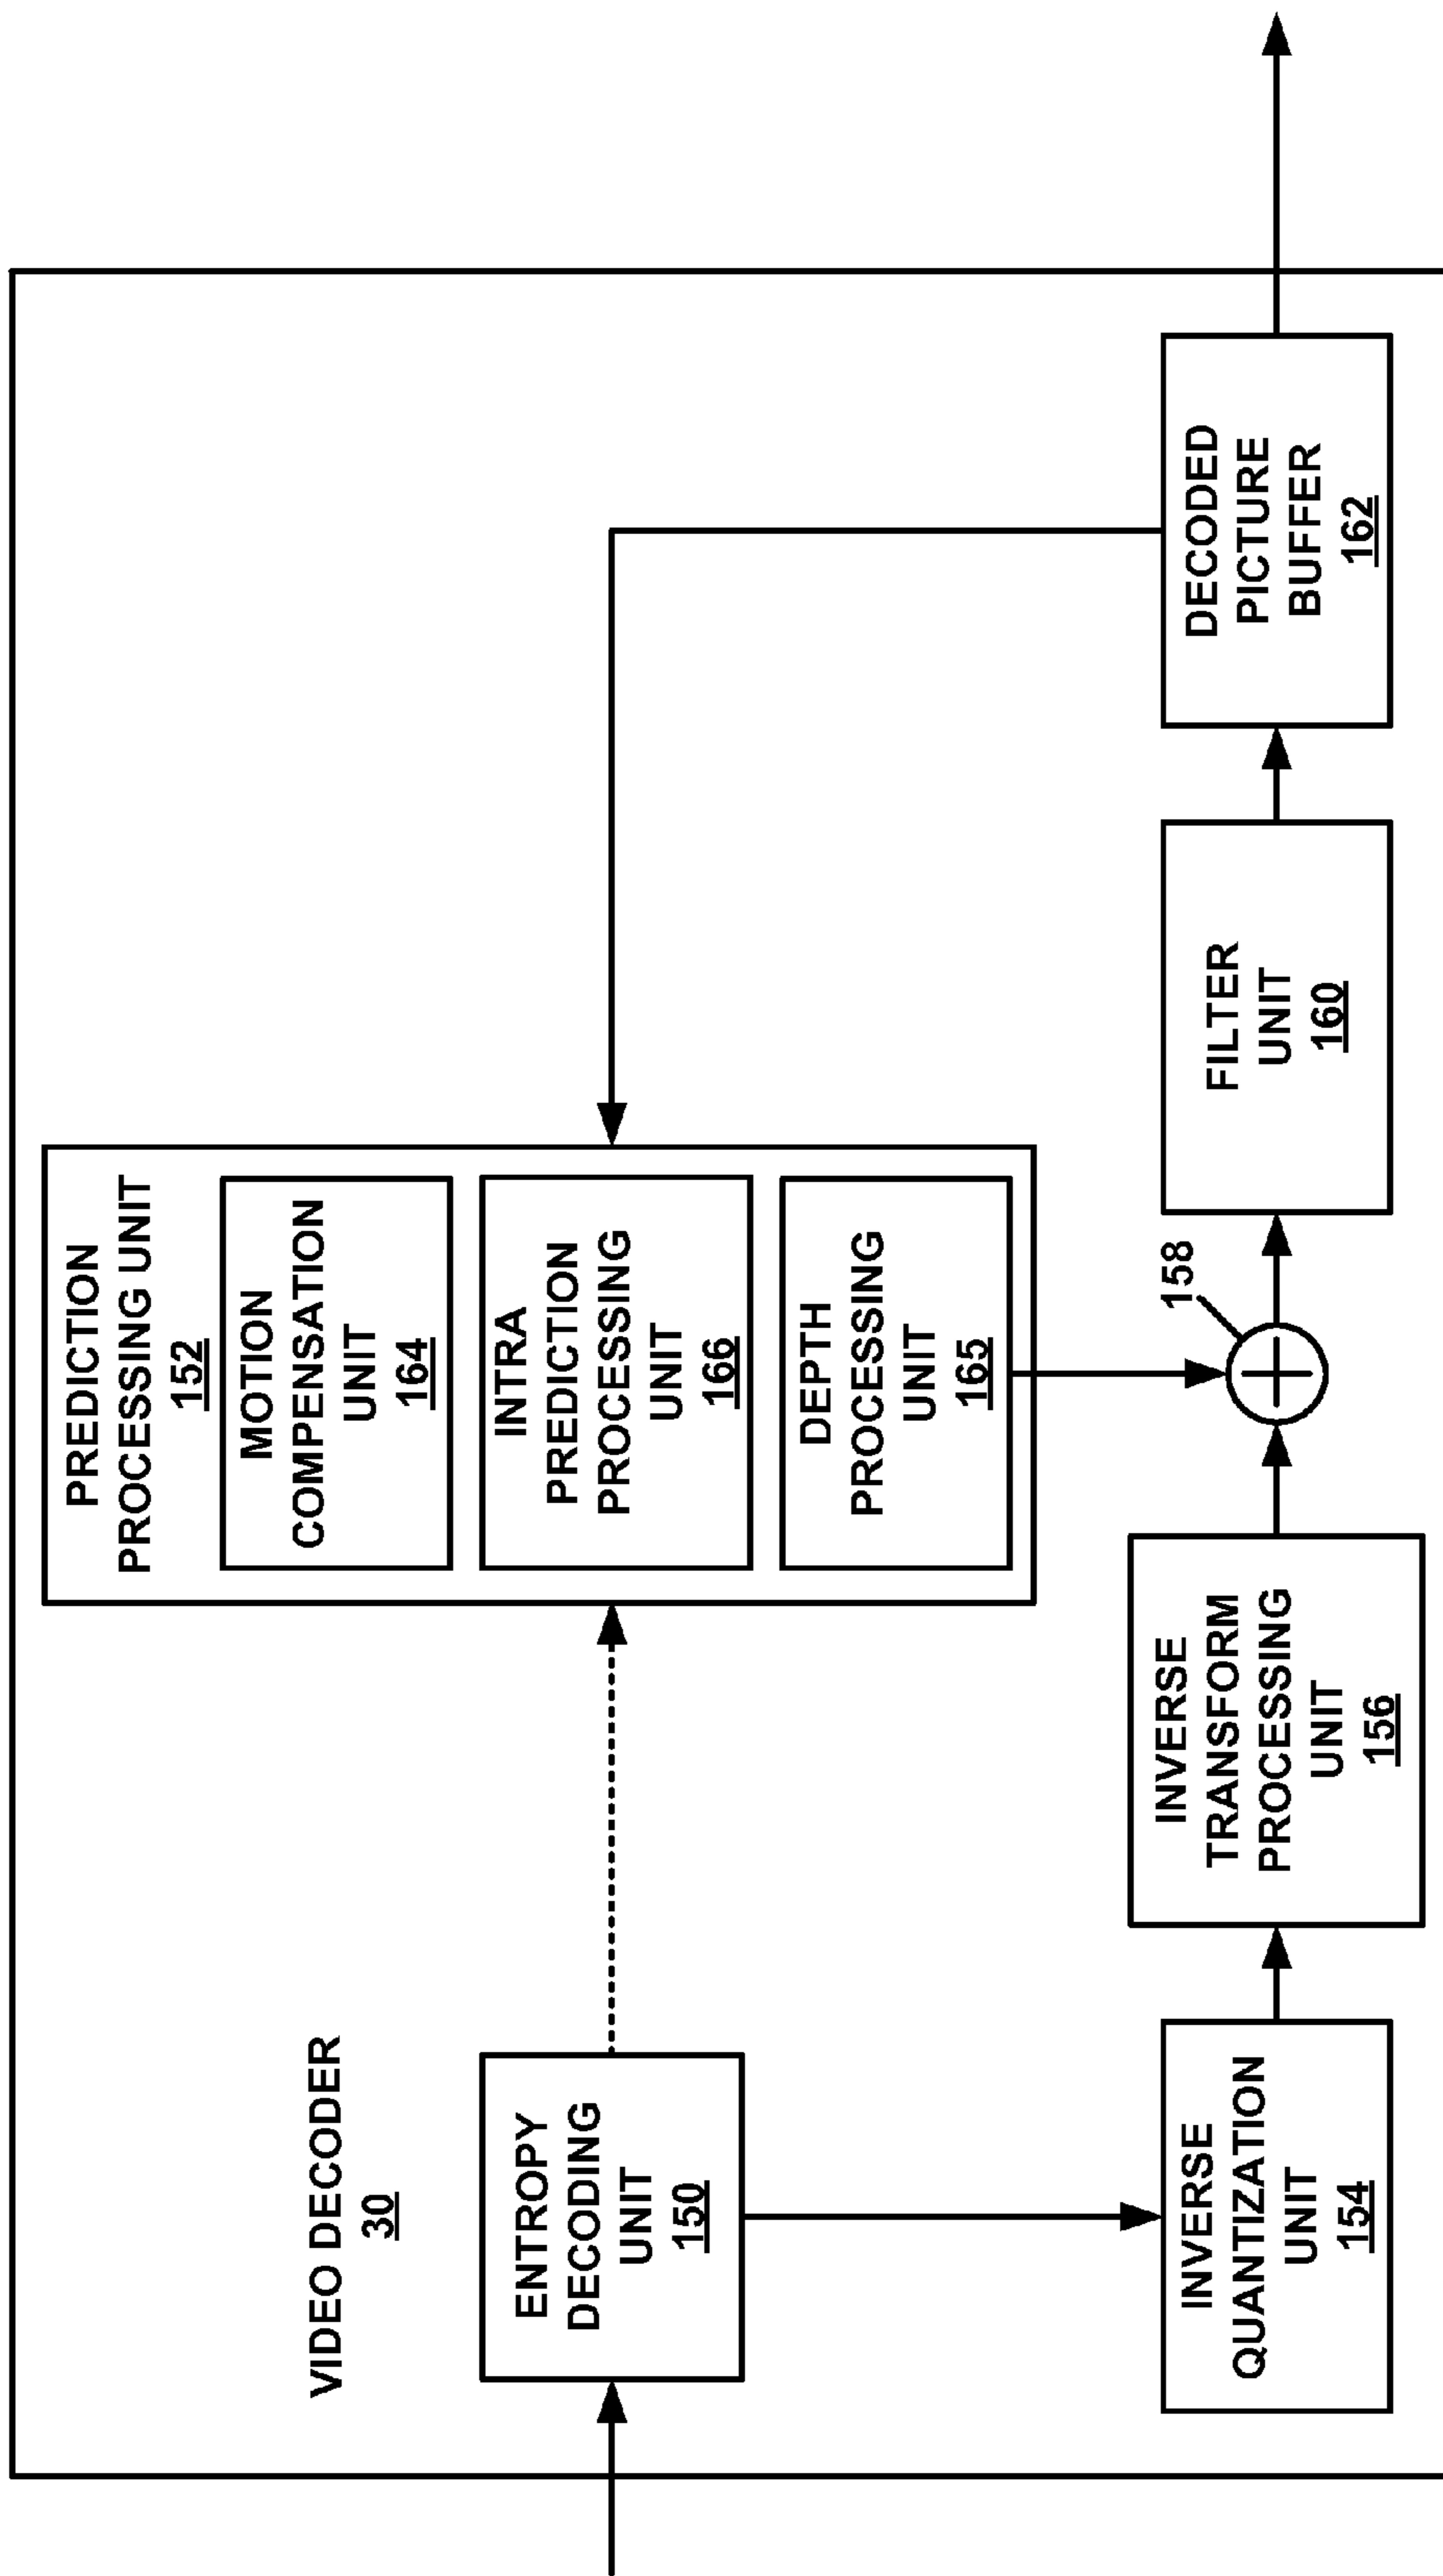 VIDEO DECODER
30
ENTROPY
DECODING
UNIT
150
PREDICTION
PROCESSING UNIT
152
MOTION
COMPENSATION
UNIT
164
INTRA
PREDICTION
PROCESSING
UNIT
166
DEPTH
PROCESSING
UNIT
165
INVERSE
QUANTIZATION
UNIT
154
INVERSE
TRANSFORM
PROCESSING
UNIT
156
158
FILTER
UNIT
160
DECODED
PICTURE
BUFFER
162